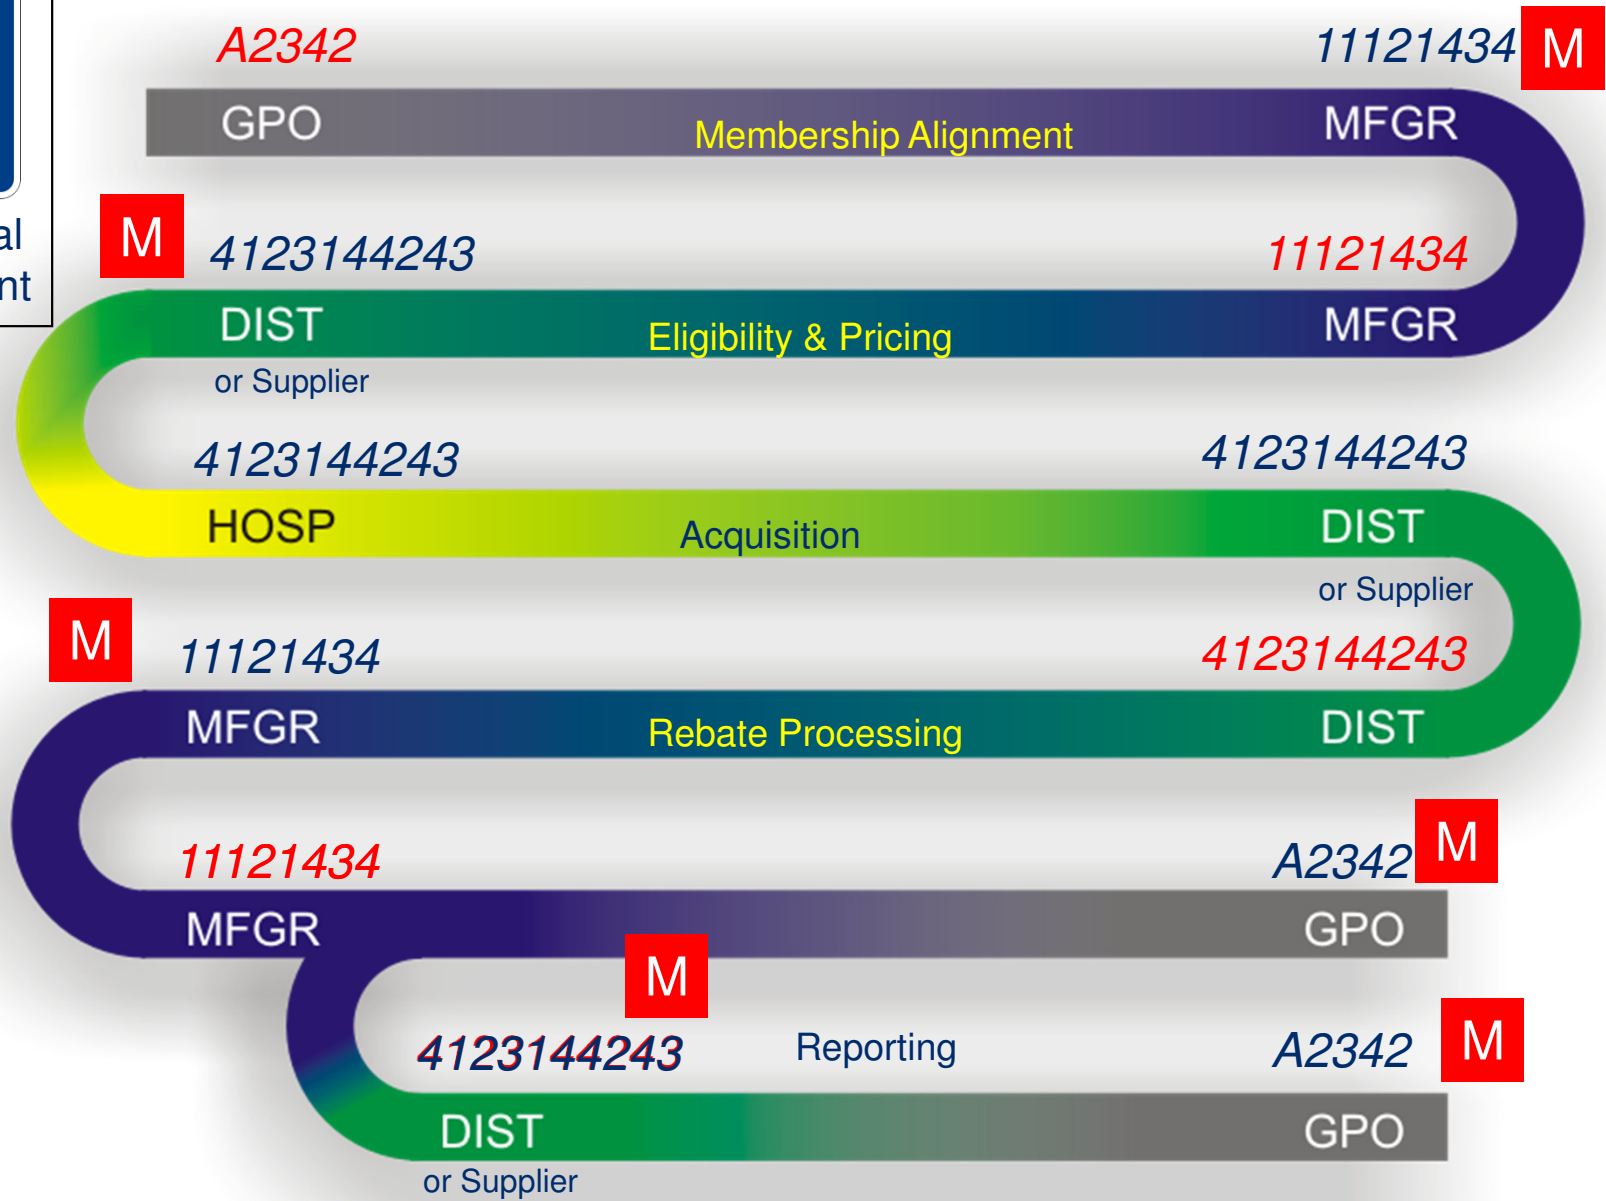 A2342
11121434 M
GPO Membership Alignment MFGR
M 4123144243 11121434
al
nt
DIST Eligibility & Pricing MFGR
or Supplier
4123144243 4123144243
HOSP Acquisition DIST
or Supplier
M 11121434 4123144243
MFGR Rebate Processing DIST
11121434 A2342 M
MFGR GPO
M
4123144243 Reporting A2342 M
DIST GPO
or Supplier